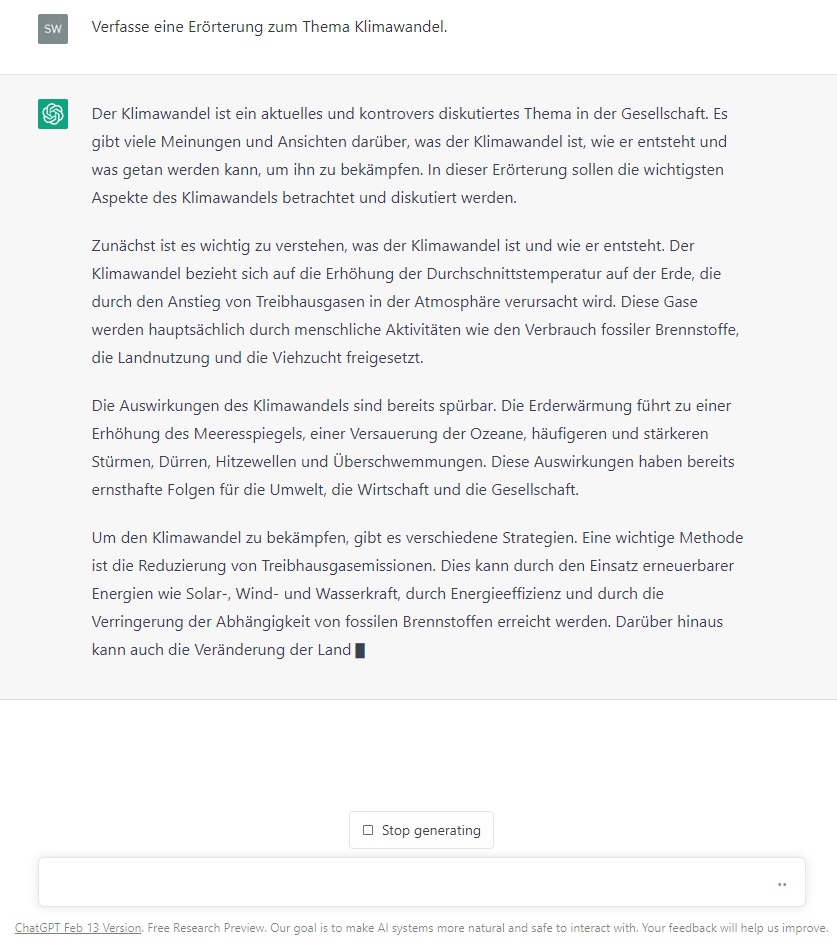 SW
Verfasse eine Erörterung zum Thema Klimawandel.
Der Klimawandel ist ein aktuelles und kontrovers diskutiertes Thema in der Gesellschaft. Es
gibt viele Meinungen und Ansichten darüber, was der Klimawandel ist, wie er entsteht und
was getan werden kann, um ihn zu bekämpfen. In dieser Erörterung sollen die wichtigsten
Aspekte des Klimawandels betrachtet und diskutiert werden.
Zunächst ist es wichtig zu verstehen, was der Klimawandel ist und wie er entsteht. Der
Klimawandel bezieht sich auf die Erhöhung der Durchschnittstemperatur auf der Erde, die
durch den Anstieg von Treibhausgasen in der Atmosphäre verursacht wird. Diese Gase
werden hauptsächlich durch menschliche Aktivitäten wie den Verbrauch fossiler Brennstoffe,
die Landnutzung und die Viehzucht freigesetzt.
Die Auswirkungen des Klimawandels sind bereits spürbar. Die Erderwärmung führt zu einer
Erhöhung des Meeresspiegels, einer Versauerung der Ozeane, häufigeren und stärkeren
Stürmen, Dürren, Hitzewellen und Überschwemmungen. Diese Auswirkungen haben bereits
ernsthafte Folgen für die Umwelt, die Wirtschaft und die Gesellschaft.
Um den Klimawandel zu bekämpfen, gibt es verschiedene Strategien. Eine wichtige Methode
ist die Reduzierung von Treibhausgasemissionen. Dies kann durch den Einsatz erneuerbarer
Energien wie Solar-, Wind- und Wasserkraft, durch Energieeffizienz und durch die
Verringerung der Abhängigkeit von fossilen Brennstoffen erreicht werden. Darüber hinaus
kann auch die Veränderung der Land
Stop generating
ChatGPT Feb 13 Version. Free Research Preview. Our goal is to make AI systems more natural and safe to interact with. Your feedback will help us improve.